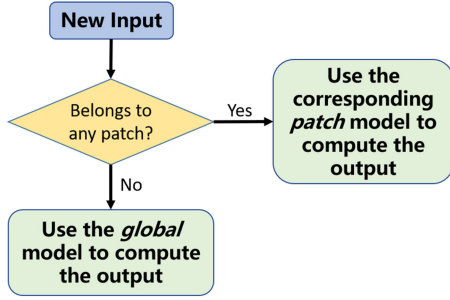 New Input
Belongs to
any patch?
Yes
Use the
corresponding
patch model to
compute the
output
No
Use the global
model to compute
the output